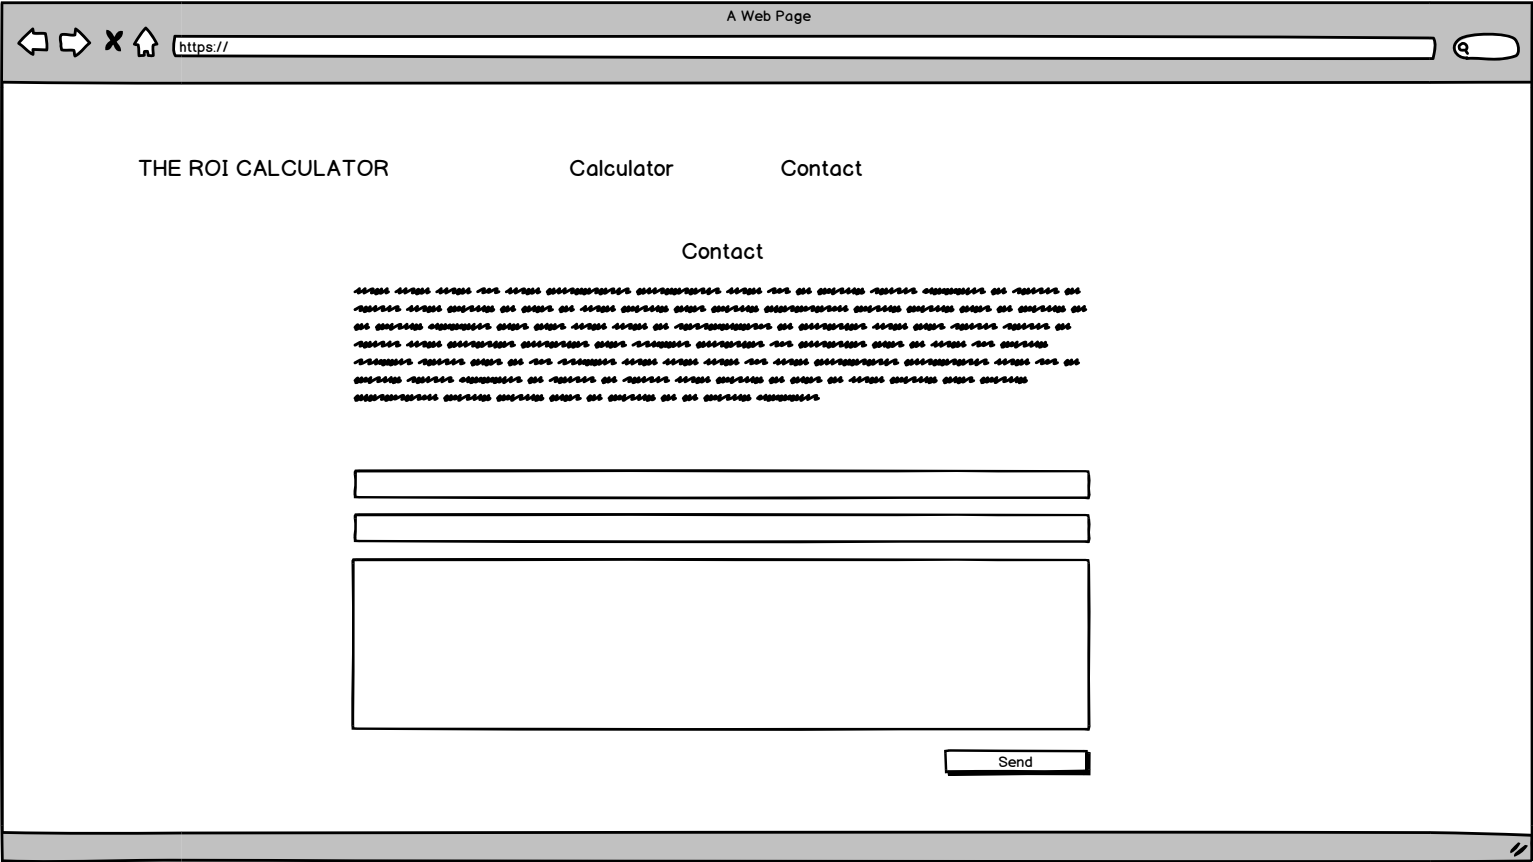 A Web Page
https://
THE ROI CALCULATOR Calculator Contact
Contact
Send